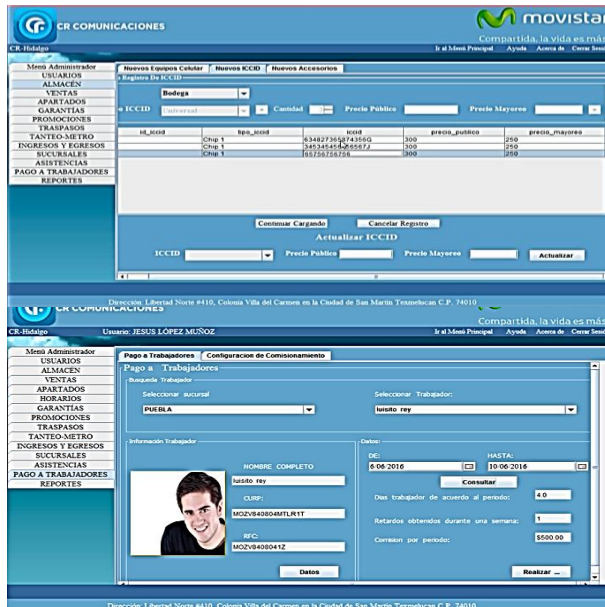 CR COMUNICACIONES
movistar
Compartida, la vida es más
CR-Hidalgo
Ir al Menú Principal Ayuda Acerca de Cerrar Sesi
Menú Administrador
USUARIOS
ALMACÉN
VENTAS
APARTADOS
GARANTÍAS
PROMOCIONES
TRASPASOS
TANTEO-METRO
INGRESOS Y EGRESOS
SUCURSALES
ASISTENCIAS
PAGO A TRABAJADORES
REPORTES
Nuevos Equipos Celular Nuevos ICCID Nuevos Accesorios
Registro De ICCID
Bodega
o ICCID Universal Cantidad Precio Público Precio Mayoreo
id_iccid tipo_iccid iccid precio_publico precio_mayoreo
Chip 1 300 250
Chip 1 300 250
Chip 1 65756756756 300 250
Continuar Cargando Cancelar Registro
Actualizar ICCID
ICCID Precio Público Precio Mayoreo Actualizar
Dirección: Libertad Norte #410, Colonia Villa del Carmen en la Ciudad de San Martin Texmelucan C.P. 74010
CR COMUNICACIONES
Compartida, la vida es más
CR-Hidalgo Usuario: JESUS LÓPEZ MUÑOZ
Ir al Menú Principal Ayuda Acerca de Cerrar Sesi
Menú Administrador
USUARIOS
ALMACÉN
VENTAS
APARTADOS
HORARIOS
GARANTÍAS
PROMOCIONES
TRASPASOS
TANTEO-METRO
INGRESOS Y EGRESOS
SUCURSALES
ASISTENCIAS
PAGO A TRABAJADORES
REPORTES
Pago a Trabajadores Configuracion de Comisionamiento
Pago a Trabajadores
Busqueda Trabajador
Seleccionar sucursal Seleccionar Trabajador:
PUEBLA luisito rey
Información Trabajador
NOMBRE COMPLETO
luisito rey
CURP:
MOZV840804MTLR1T
RFC:
MOZV8408041Z
Datos
Datos:
DE: HASTA:
6/06/2016 10/06/2016
Consultar
Dias trabajador de acuerdo al periodo: 4.0
Retardos obtenidos durante una semana: 1
Comision por periodo: $500.00
Realizar ...
Dirección: Libertad Norte #410, Colonia Villa del Carmen en la Ciudad de San Martin Texmelucan C.P. 74010